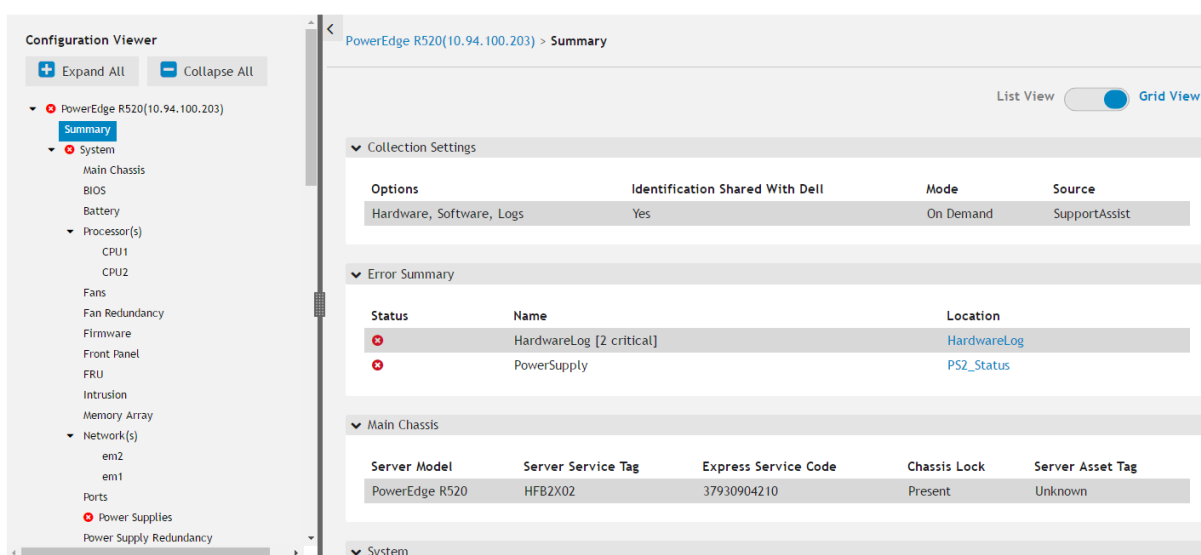 Configuration Viewer
Expand All Collapse All
PowerEdge R520(10.94.100.203)
Summary
System
Main Chassis
BIOS
Battery
Processor(s)
CPU1
CPU2
Fans
Fan Redundancy
Firmware
Front Panel
FRU
Intrusion
Memory Array
Network(s)
em2
em1
Ports
Power Supplies
Power Supply Redundancy
PowerEdge R520(10.94.100.203) > Summary
List View Grid View
Collection Settings
Options Identification Shared With Dell Mode Source
Hardware, Software, Logs Yes On Demand SupportAssist
Error Summary
Status Name Location
HardwareLog [2 critical] HardwareLog
PowerSupply PS2_Status
Main Chassis
Server Model Server Service Tag Express Service Code Chassis Lock Server Asset Tag
PowerEdge R520 HFB2X02 37930904210 Present Unknown
System